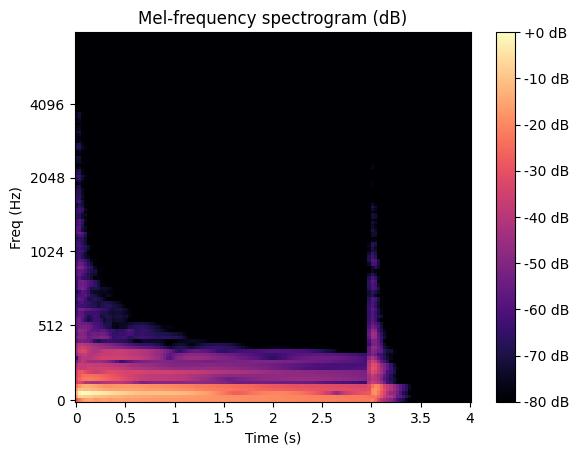 Mel-frequency spectrogram (dB)
Freq (Hz)
4096
2048
1024
512
0
0
0.5
1
1.5
2
2.5
3
3.5
4
Time (s)
+0 dB
-10 dB
-20 dB
-30 dB
-40 dB
-50 dB
-60 dB
-70 dB
-80 dB